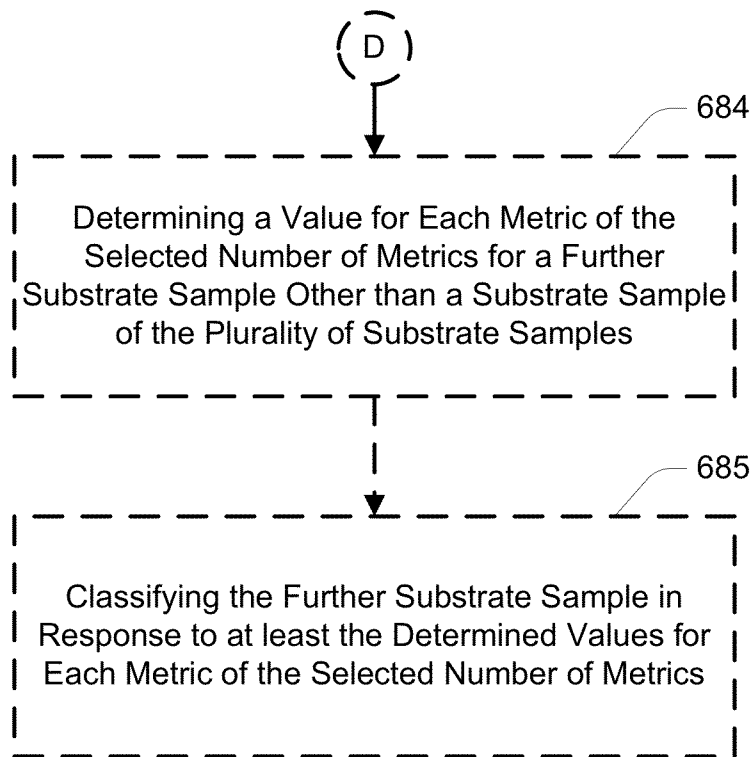 D
684
Determining a Value for Each Metric of the
Selected Number of Metrics for a Further
Substrate Sample Other than a Substrate Sample
of the Plurality of Substrate Samples
685
Classifying the Further Substrate Sample in
Response to at least the Determined Values for
Each Metric of the Selected Number of Metrics